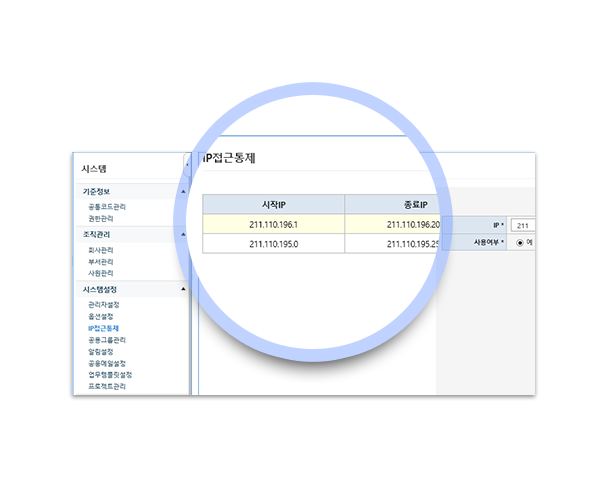 시스템
기준정보
공통코드관리
권한관리
조직관리
회사관리
부서관리
사원관리
시스템설정
관리자설정
옵션설정
IP접근통제
공용그룹관리
알림설정
공용메일설정
업무템플릿설정
프로젝트관리
IP접근통제
시작IP 종료IP
211.110.196.1 211.110.196.20
211.110.195.0 211.110.195.25
IP * 211
사용여부 * 예